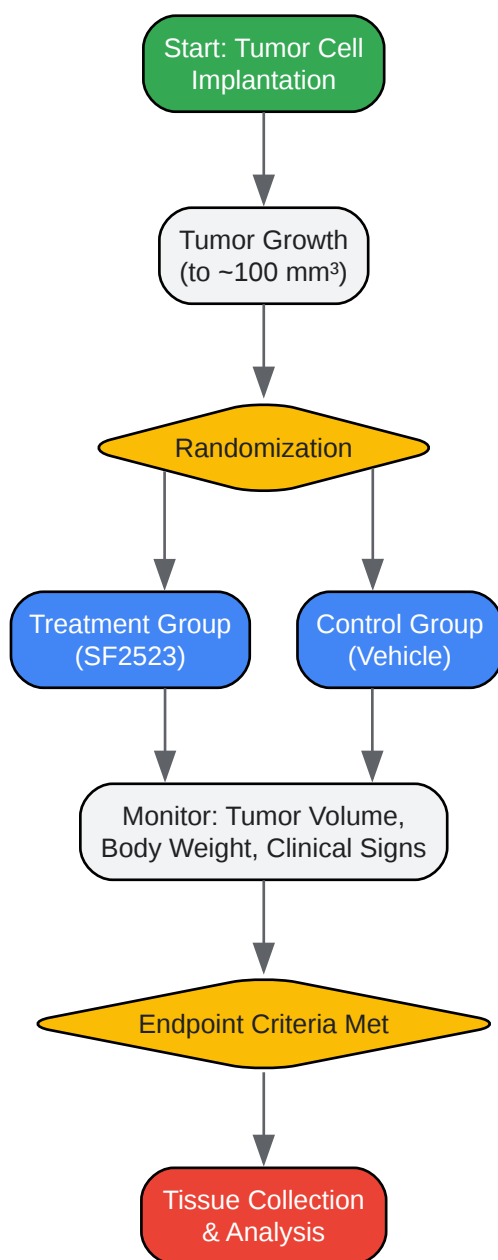 Start: Tumor Cell
Implantation
Tumor Growth
(to ~100 mm³)
Randomization
Treatment Group
(SF2523)
Control Group
(Vehicle)
Monitor: Tumor Volume,
Body Weight, Clinical Signs
Endpoint Criteria Met
Tissue Collection
& Analysis